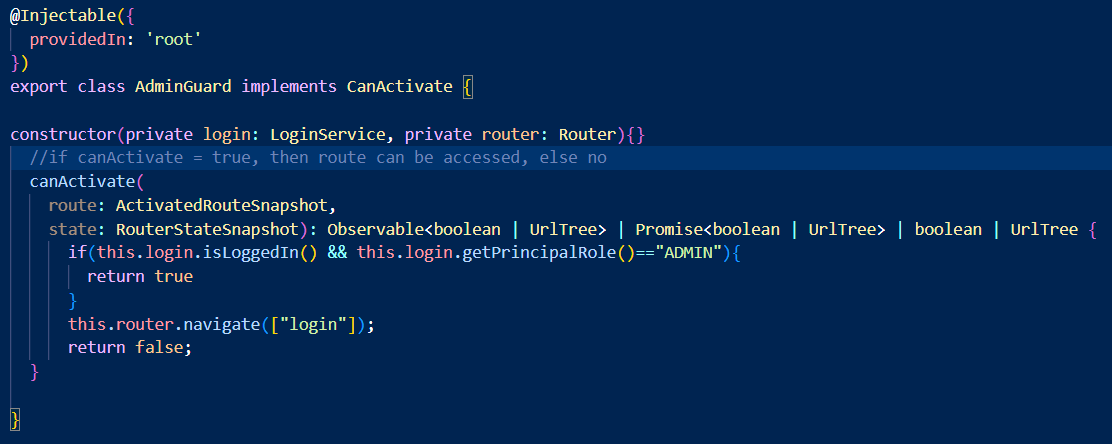 @Injectable({
  providedIn: 'root'
})
export class AdminGuard implements CanActivate {
constructor(private login: LoginService, private router: Router){}
  //if canActivate = true, then route can be accessed, else no
  canActivate(
    route: ActivatedRouteSnapshot,
    state: RouterStateSnapshot): Observable<boolean | UrlTree> | Promise<boolean | UrlTree> | boolean | UrlTree {
      if(this.login.isLoggedIn() && this.login.getPrincipalRole()=="ADMIN"){
        return true
      }
      this.router.navigate(["login"]);
      return false;
  }
}